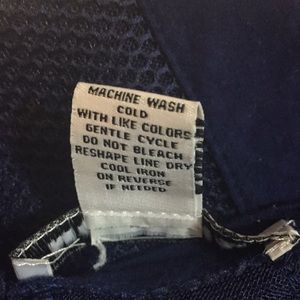 MACHINE WASH
COLD
WITH LIKE COLORS
GENTLE CYCLE
DO NOT BLEACH
RESHAPE LINE DRY
COOL IRON
ON REVERSE
IF NEEDED